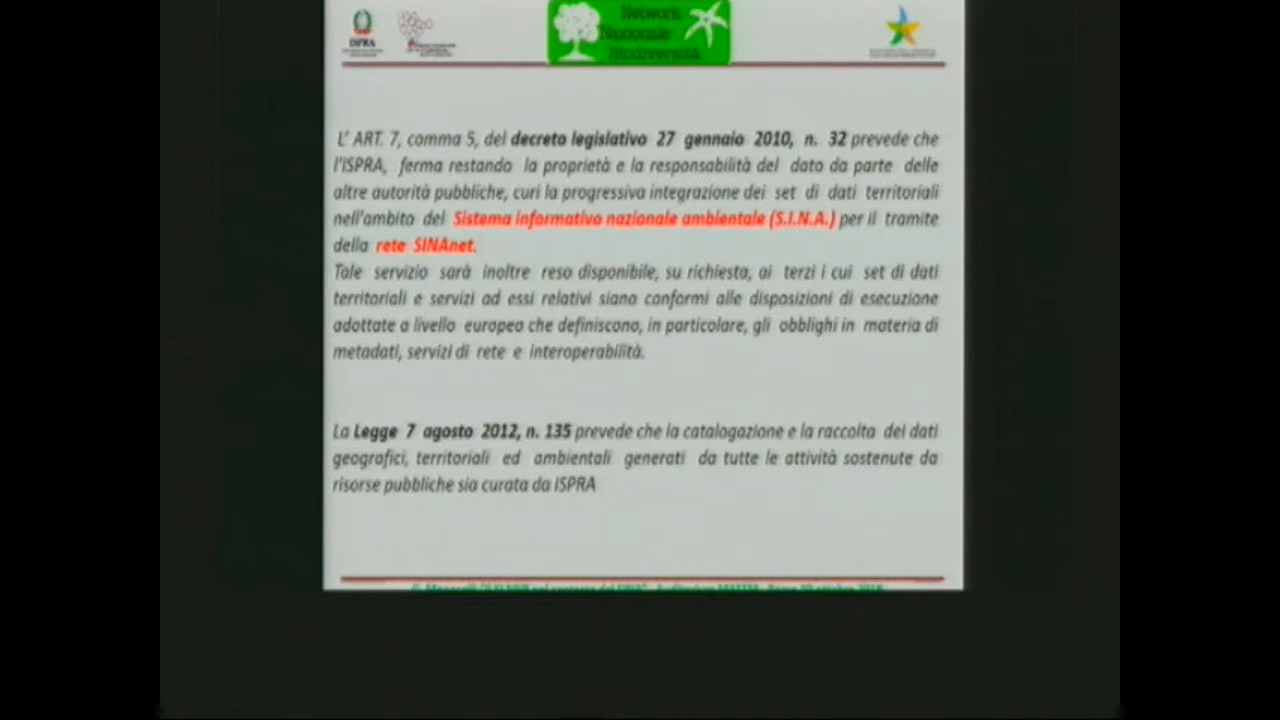 Network
Nazionale
Biodiversità
L' ART. 7, comma 5, del decreto legislativo 27 gennaio 2010, n. 32 prevede che
l'ISPRA, ferma restando la proprietà e la responsabilità del dato da parte delle
altre autorità pubbliche, curi la progressiva integrazione dei set di dati territoriali
nell'ambito del Sistema informativo nazionale ambientale (S.I.N.A.) per il tramite
della rete SINAnet.
Tale servizio sarà inoltre reso disponibile, su richiesta, ai terzi i cui set di dati
territoriali e servizi ad essi relativi siano conformi alle disposizioni di esecuzione
adottate a livello europeo che definiscono, in particolare, gli obblighi in materia di
metadati, servizi di rete e interoperabilità.
La Legge 7 agosto 2012, n. 135 prevede che la catalogazione e la raccolta dei dati
geografici, territoriali ed ambientali generati da tutte le attività sostenute da
risorse pubbliche sia curata da ISPRA